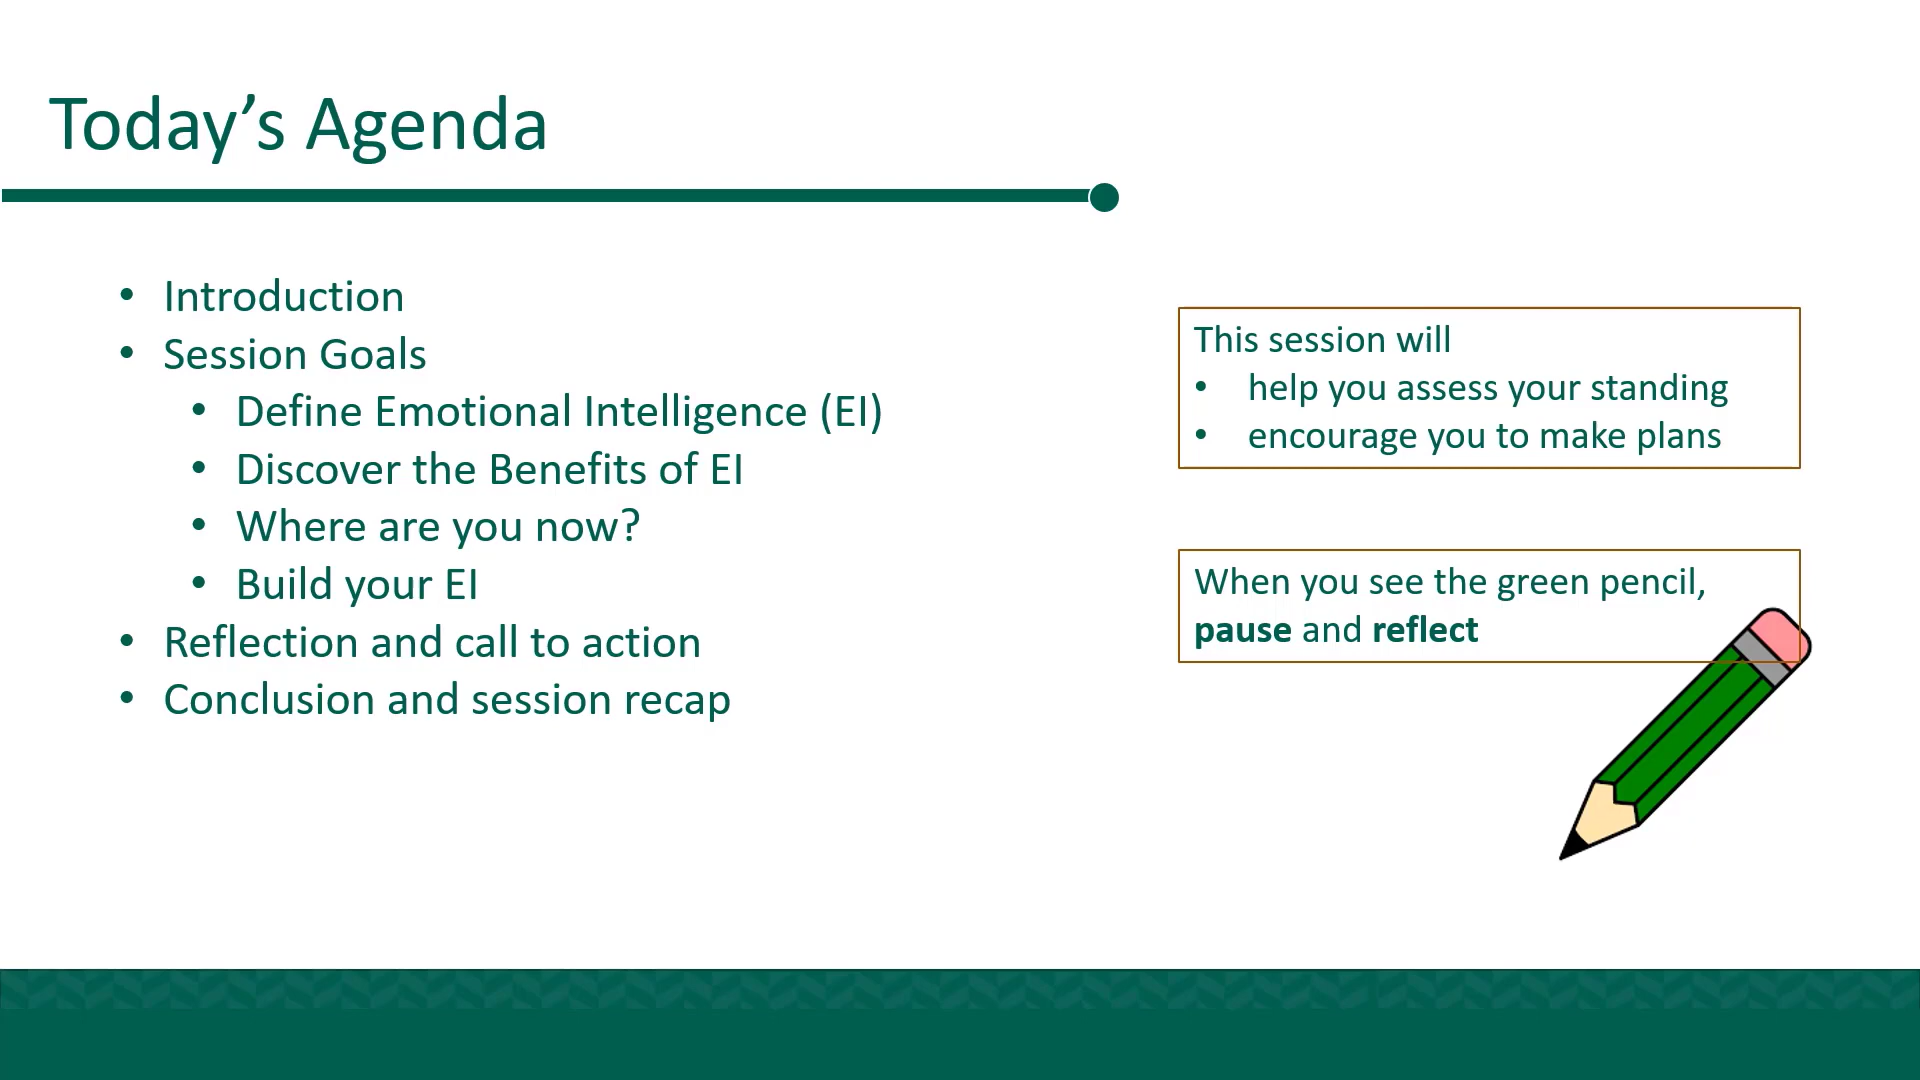 Today’s Agenda
• Introduction
• Session Goals
• Define Emotional Intelligence (EI)
• Discover the Benefits of EI
• Where are you now?
• Build your EI
• Reflection and call to action
• Conclusion and session recap
This session will
• help you assess your standing
• encourage you to make plans
When you see the green pencil,
pause and reflect